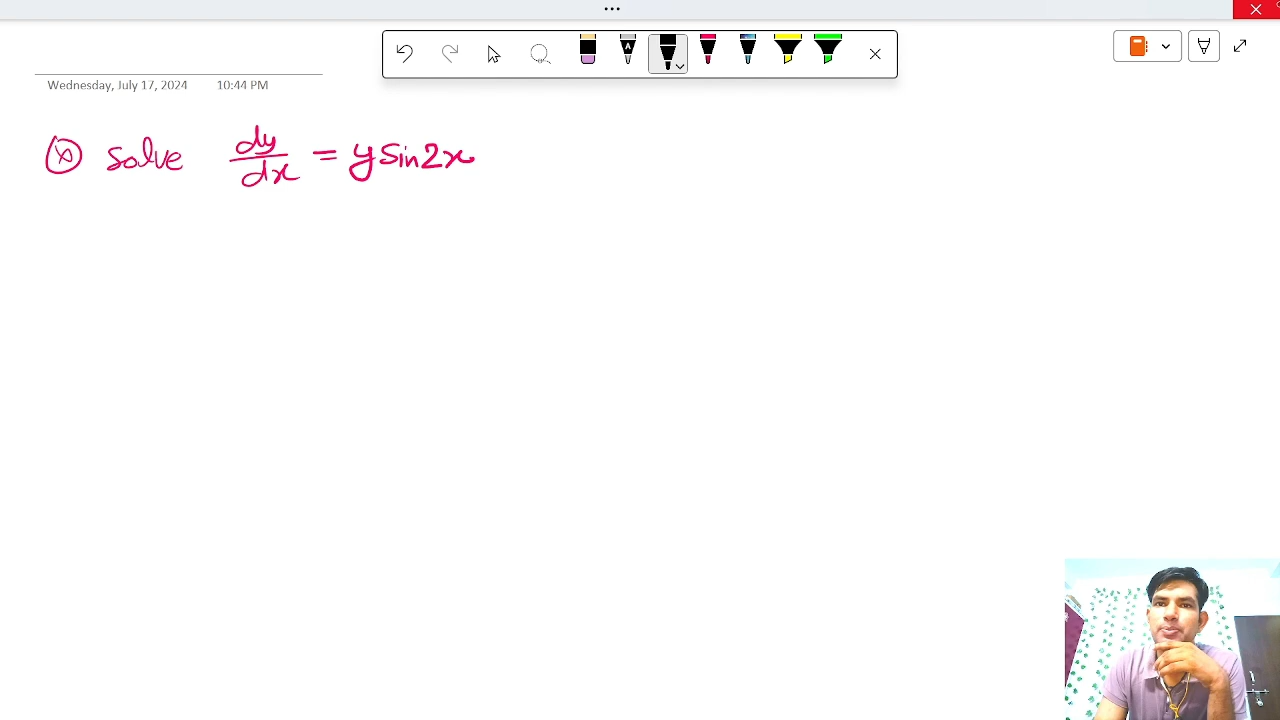 Wednesday, July 17, 2024 10:44 PM
Solve dy/dx = y sin2x